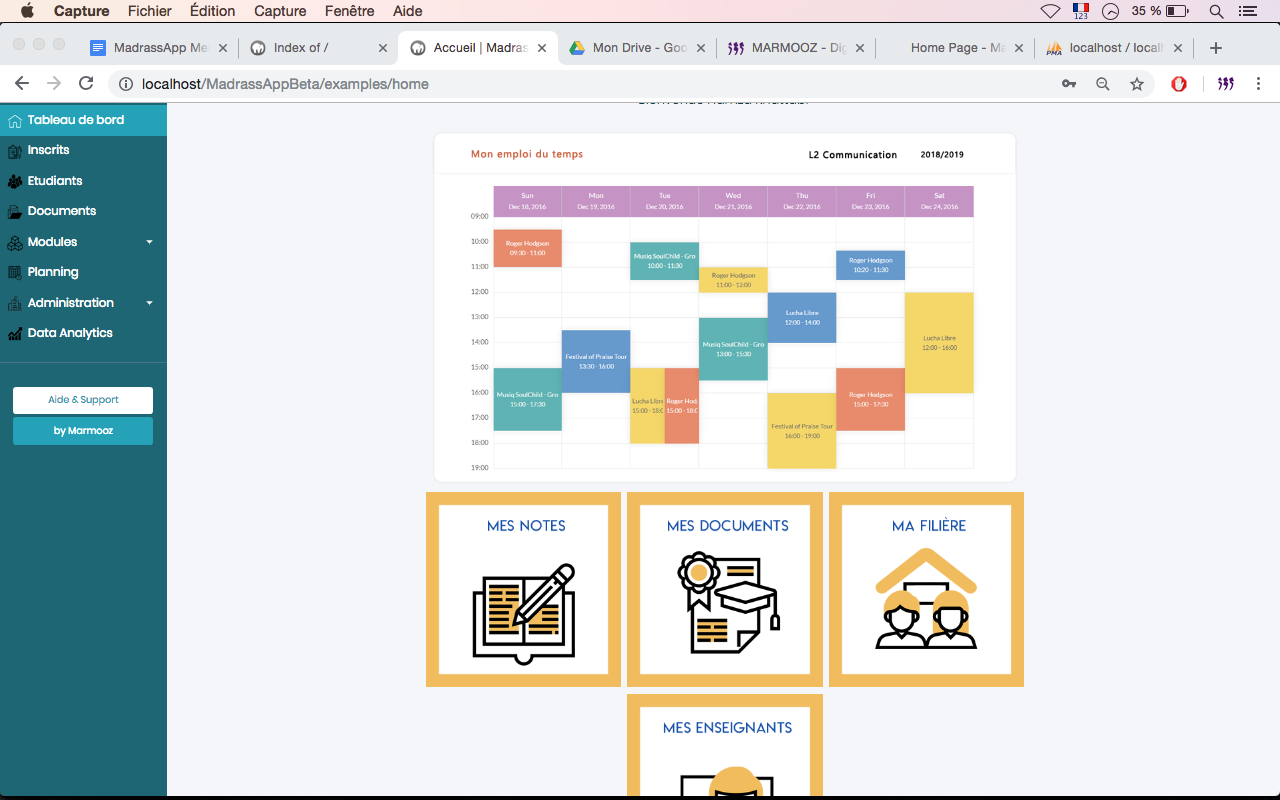 Capture Fichier Édition Capture Fenêtre Aide 123 35 %
MadrassApp Me
Index of /
Accueil | Madras
Mon Drive - Goo
MARMOOZ - Dig
Home Page - Ma
PMA localhost / local
localhost/MadrassAppBeta/examples/home
Tableau de bord
Inscrits
Etudiants
Documents
Modules
Planning
Administration
Data Analytics
Aide & Support
by Marmooz
Mon emploi du temps L2 Communication 2018/2019
Sun Mon Tue Wed Thu Fri Sat
Dec 18, 2016 Dec 19, 2016 Dec 20, 2016 Dec 21, 2016 Dec 22, 2016 Dec 23, 2016 Dec 24, 2016
09:00
10:00
11:00
12:00
13:00
14:00
15:00
16:00
17:00
18:00
19:00
Roger Hodgson
09:30 - 11:00
Musiq SoulChild - Gro
15:00 - 17:30
Festival of Praise Tour
13:30 - 16:00
Musiq SoulChild - Gro
10:00 - 11:30
Lucha Libre
15:00 - 18:0
Roger Hod
15:00 - 18:0
Roger Hodgson
11:00 - 12:00
Musiq SoulChild - Gro
13:00 - 15:30
Lucha Libre
12:00 - 14:00
Festival of Praise Tour
16:00 - 19:00
Roger Hodgson
10:20 - 11:30
Roger Hodgson
15:00 - 17:30
Lucha Libre
12:00 - 16:00
MES NOTES
MES DOCUMENTS
MA FILIÈRE
MES ENSEIGNANTS